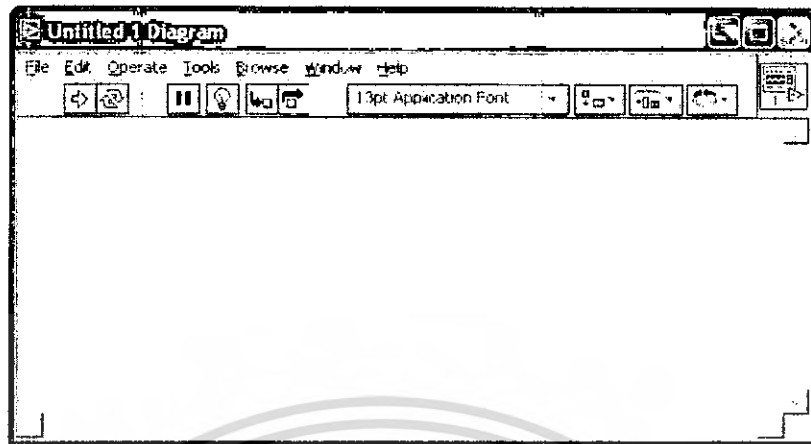 Untitled 1 Diagram
File Edit Operate Tools Browse Window Help
13pt Application Font